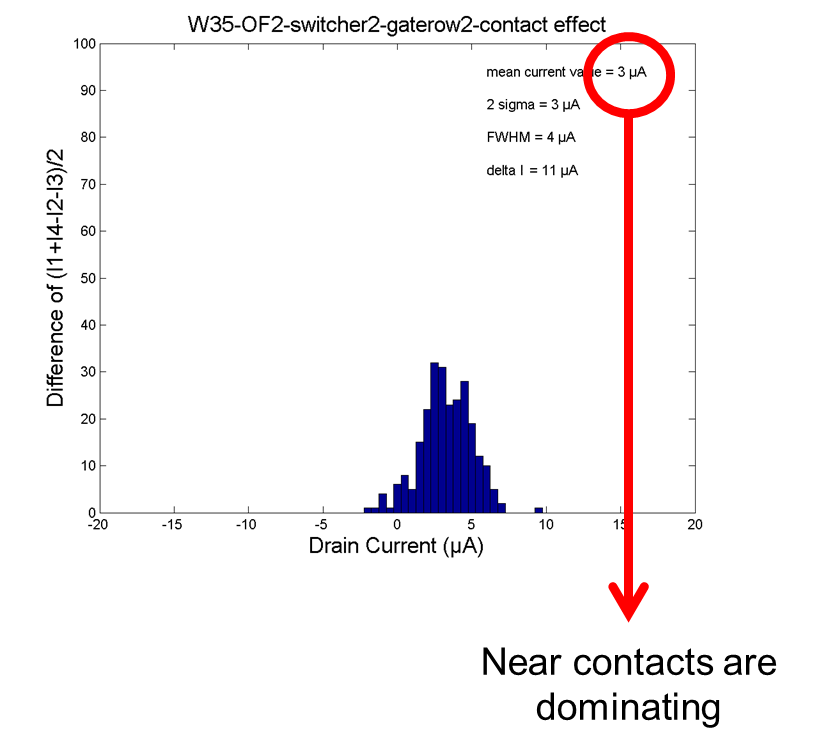 W35-OF2-switcher2-gaterow2-contact effect
100
90
80
70
60
50
40
30
20
10
0
mean current value = 3 µA
2 sigma = 3 µA
FWHM = 4 µA
delta I = 11 µA
Difference of (I1+I4-I2-I3)/2
-20 -15 -10 -5 0 5 10 15 20
Drain Current (µA)
Near contacts are
dominating